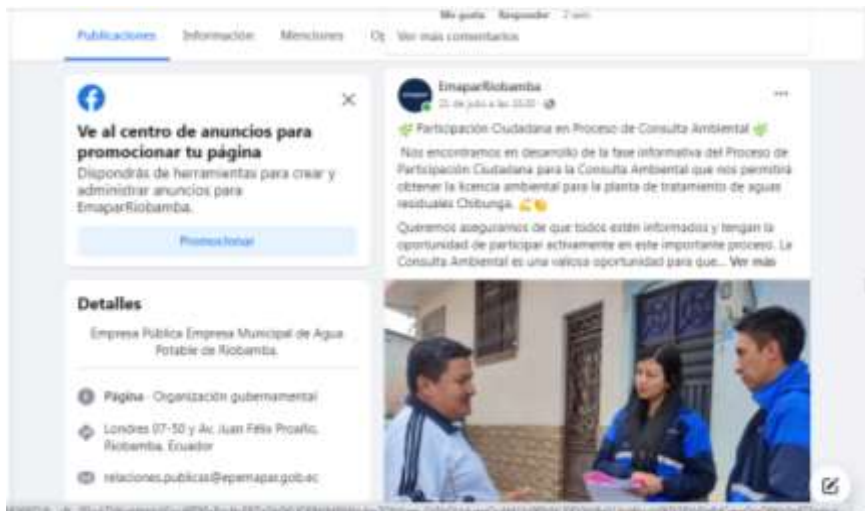 Me gusta Responder 2 sem
Ver más comentarios
Publicaciones Información Menciones
Ve al centro de anuncios para
promocionar tu página
Dispondrás de herramientas para crear y
administrar anuncios para
EmaparRiobamba.
Promocionar
Detalles
Empresa Pública Empresa Municipal de Agua
Potable de Riobamba.
Página · Organización gubernamental
Londres 07-50 y Av. Juan Félix Proaño,
Riobamba, Ecuador
relaciones.publicas@epemapar.gob.ec
EmaparRiobamba
de julio a las
Participación Ciudadana en Proceso de Consulta Ambiental
Nos encontramos en desarrollo de la fase informativa del Proceso de
Participación Ciudadana para la Consulta Ambiental que nos permitirá
obtener la licencia ambiental para la planta de tratamiento de aguas
residuales Chibunga.
Queremos asegurarnos de que todos estén informados y tengan la
oportunidad de participar activamente en este importante proceso. La
Consulta Ambiental es una valiosa oportunidad para que... Ver más